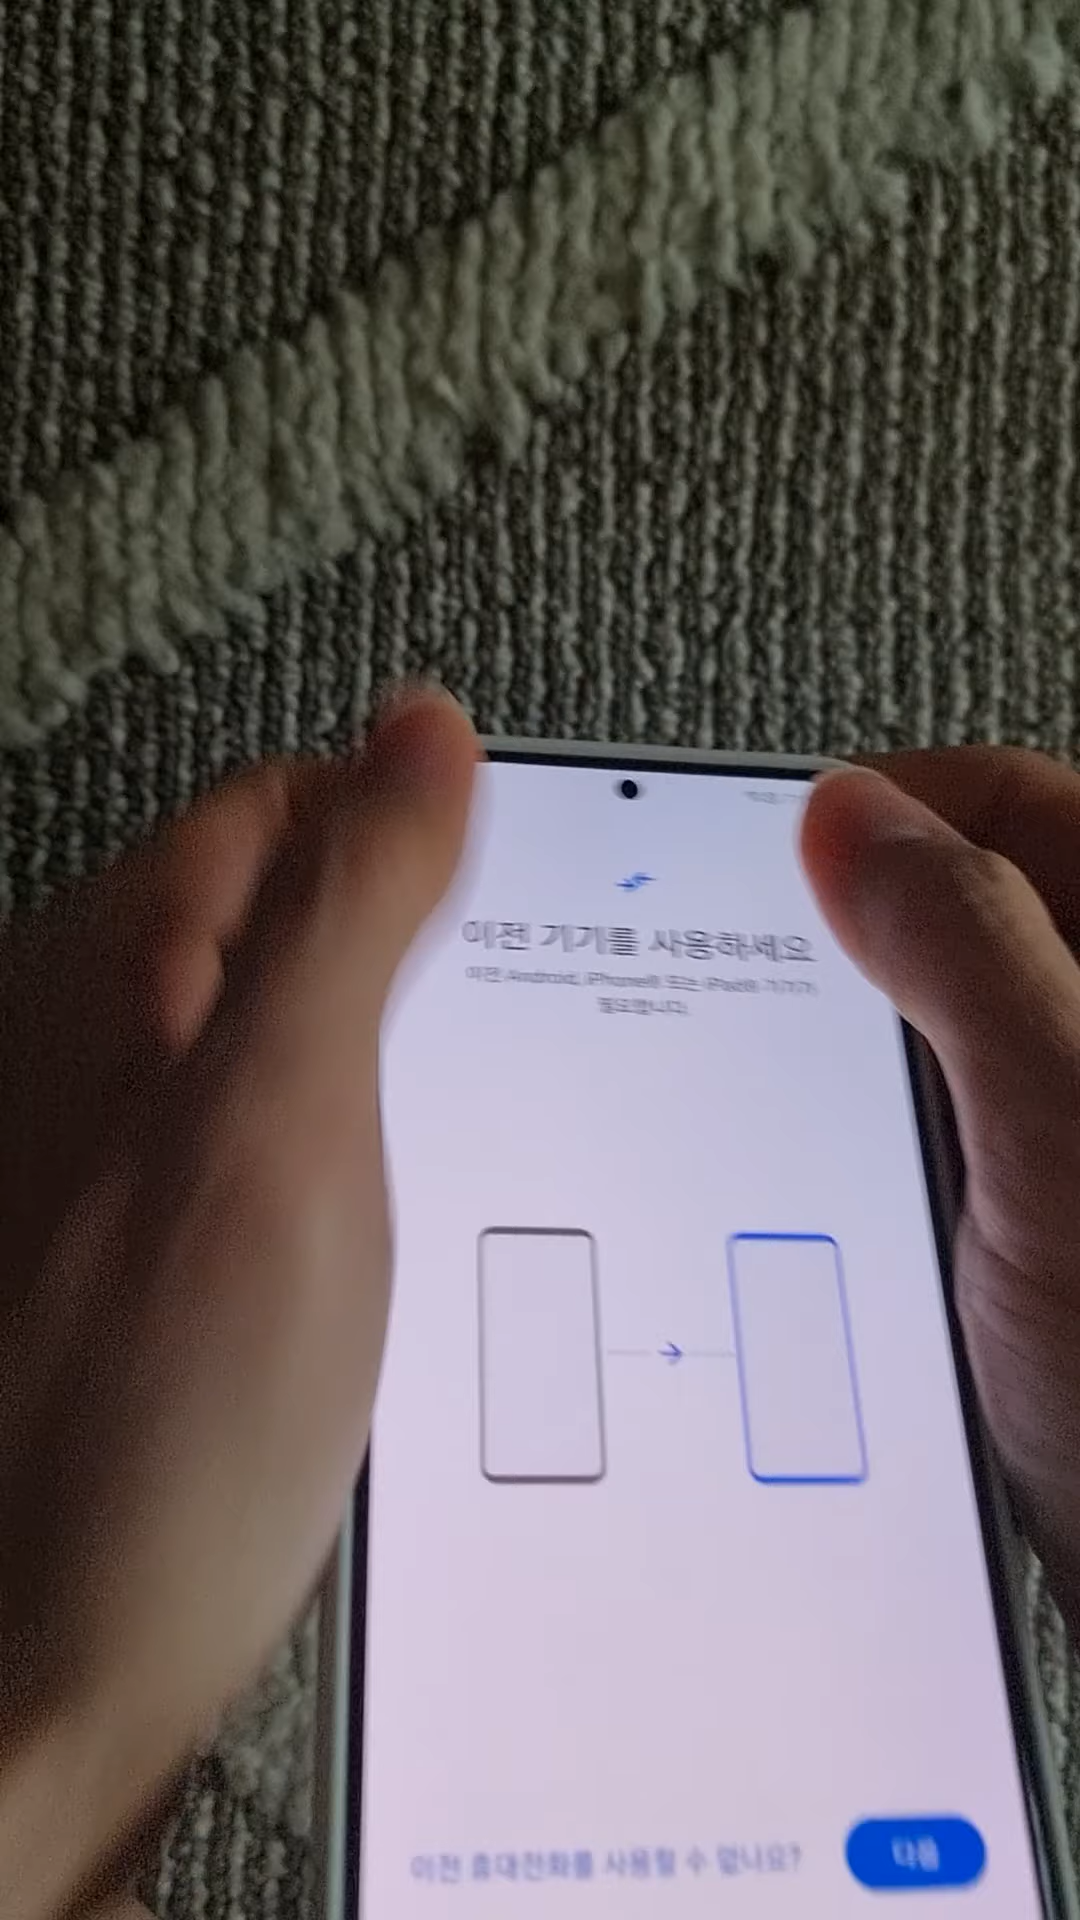 이전 기기를 사용하세요
이전 Android, iPhone® 또는 iPad® 기기가
필요합니다.
이전 휴대전화를 사용할 수 없나요?
다음